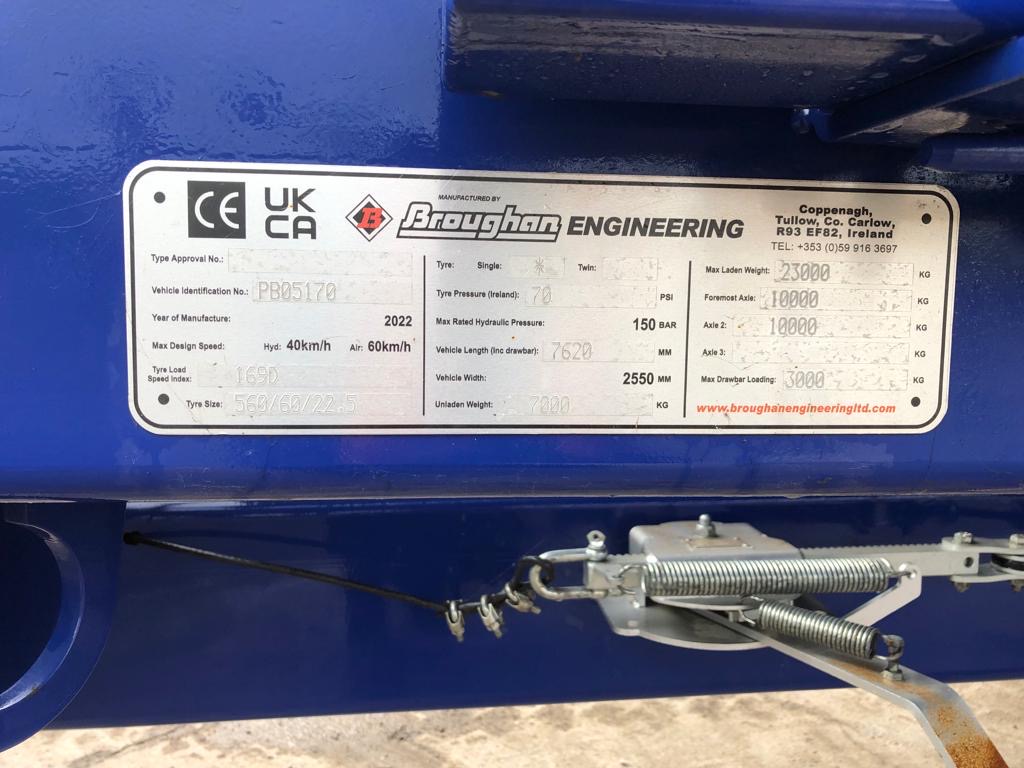 CE UK CA
MANUFACTURED BY
B Broughan ENGINEERING
Coppenagh,
Tullow, Co. Carlow,
R93 EF82, Ireland
TEL: +353 (0)59 916 3697
Type Approval No.:
Vehicle Identification No.: PB05170
Year of Manufacture: 2022
Max Design Speed: Hyd: 40km/h Air: 60km/h
Tyre Load
Speed Index: 169D
Tyre Size: 560/60/22.5
Tyre: Single: * Twin:
Tyre Pressure (Ireland): 70 PSI
Max Rated Hydraulic Pressure: 150 BAR
Vehicle Length (inc drawbar): 7620 MM
Vehicle Width: 2550 MM
Unladen Weight: 7000 KG
Max Laden Weight: 23000 KG
Foremost Axle: 10000 KG
Axle 2: 10000 KG
Axle 3: KG
Max Drawbar Loading: 3000 KG
www.broughanengineeringltd.com